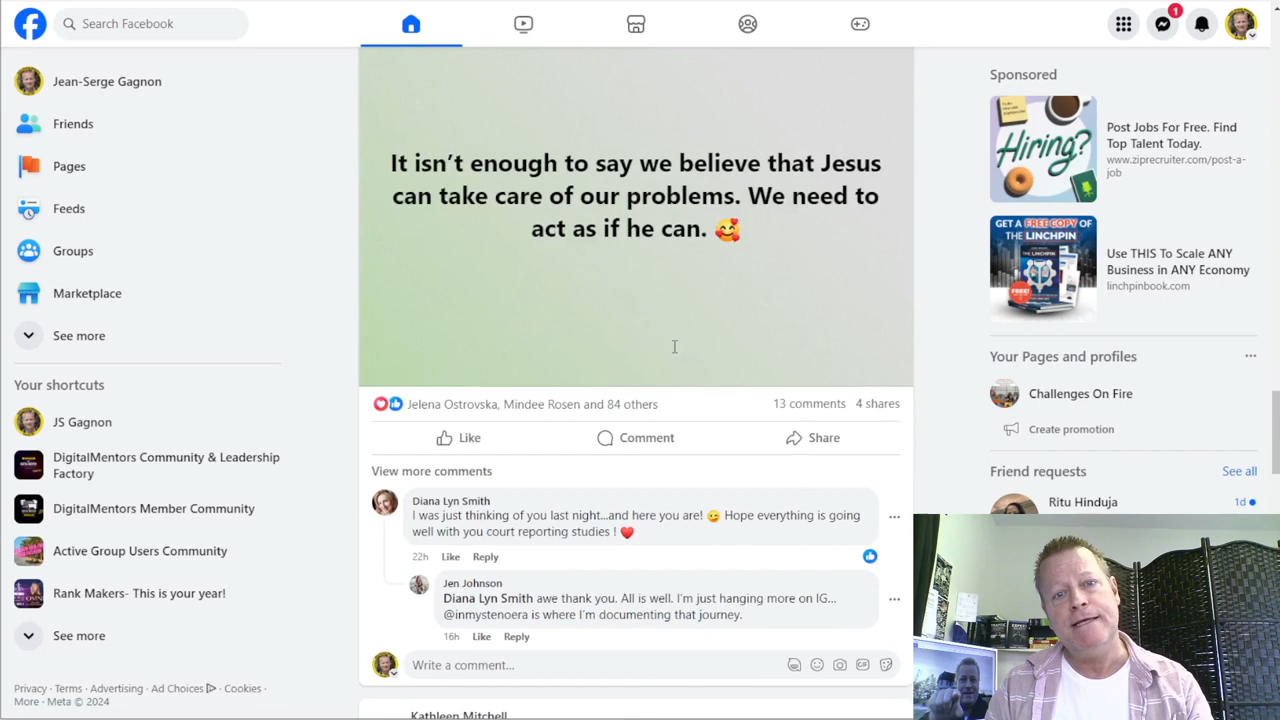 Search Facebook
1
Jean-Serge Gagnon
Friends
Pages
Feeds
Groups
Marketplace
See more
Your shortcuts
JS Gagnon
DigitalMentors Community & Leadership
Factory
DigitalMentors Member Community
Active Group Users Community
Rank Makers- This is your year!
See more
Privacy · Terms · Advertising · Ad Choices · Cookies ·
More · Meta © 2024
It isn't enough to say we believe that Jesus
can take care of our problems. We need to
act as if he can. 🥰
Jelena Ostrovska, Mindee Rosen and 84 others
13 comments 4 shares
Like
Comment
Share
View more comments
Diana Lyn Smith
I was just thinking of you last night...and here you are! 😉 Hope everything is going
well with you court reporting studies ! ❤️
22h Like Reply
Jen Johnson
Diana Lyn Smith awe thank you. All is well. I'm just hanging more on IG...
@inmystenoera is where I'm documenting that journey.
16h Like Reply
Write a comment...
Kathleen Mitchell
Sponsored
Hiring?
Post Jobs For Free. Find
Top Talent Today.
www.ziprecruiter.com/post-a-
job
GET A FREE COPY OF
THE LINCHPIN
FREE!
Use THIS To Scale ANY
Business in ANY Economy
linchpinbook.com
Your Pages and profiles
Challenges On Fire
Create promotion
Friend requests
See all
Ritu Hinduja
1d